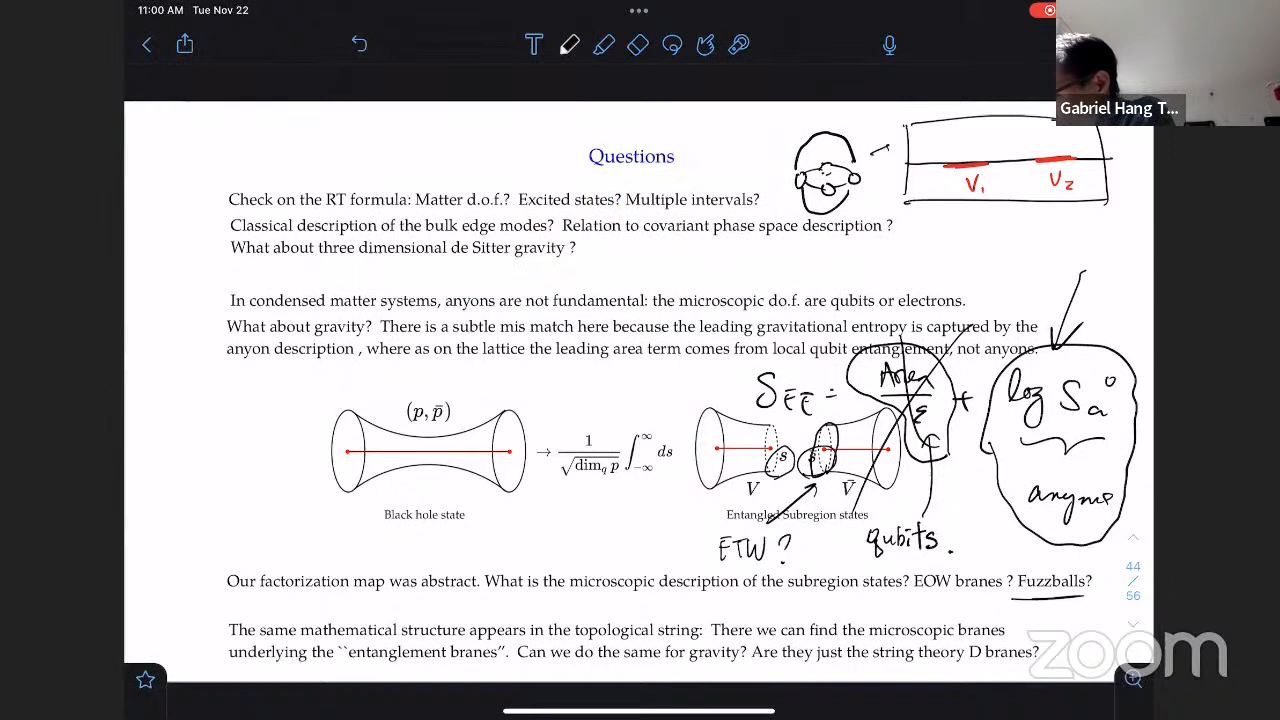 11:00 AM Tue Nov 22
Gabriel Hang T...
Questions
V₁ V₂
Check on the RT formula: Matter d.o.f.? Excited states? Multiple intervals?
Classical description of the bulk edge modes? Relation to covariant phase space description ?
What about three dimensional de Sitter gravity ?
In condensed matter systems, anyons are not fundamental: the microscopic do.f. are qubits or electrons.
What about gravity? There is a subtle mis match here because the leading gravitational entropy is captured by the
anyon description , where as on the lattice the leading area term comes from local qubit entanglement, not anyons.
S_EE = Area/ε + log S_a^0
anyons
(p, p̄)
→ 1/√(dim_q p) ∫_{-∞}^{∞} ds
s s
V V̄
Black hole state
Entangled Subregion states
ETW ?
qubits.
44
/
56
Our factorization map was abstract. What is the microscopic description of the subregion states? EOW branes ? Fuzzballs?
The same mathematical structure appears in the topological string: There we can find the microscopic branes
underlying the ``entanglement branes”. Can we do the same for gravity? Are they just the string theory D branes?
zoom